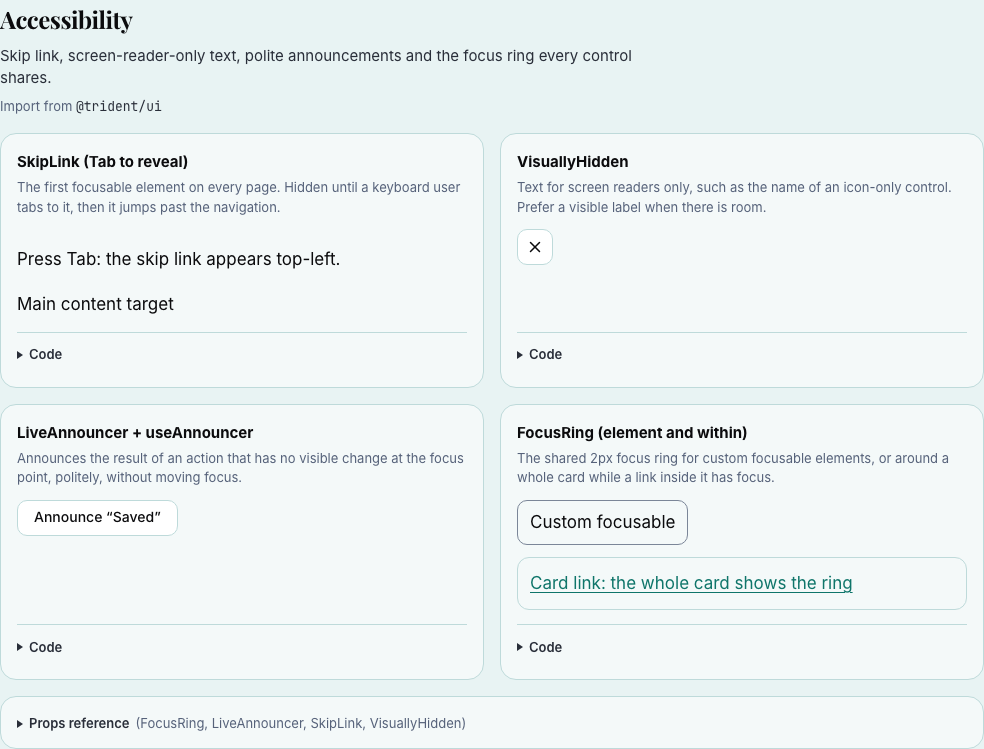 Accessibility
Skip link, screen-reader-only text, polite announcements and the focus ring every control
shares.
Import from @trident/ui
SkipLink (Tab to reveal)
The first focusable element on every page. Hidden until a keyboard user
tabs to it, then it jumps past the navigation.
Press Tab: the skip link appears top-left.
Main content target
Code
VisuallyHidden
Text for screen readers only, such as the name of an icon-only control.
Prefer a visible label when there is room.
Code
LiveAnnouncer + useAnnouncer
Announces the result of an action that has no visible change at the focus
point, politely, without moving focus.
Announce “Saved”
Code
FocusRing (element and within)
The shared 2px focus ring for custom focusable elements, or around a
whole card while a link inside it has focus.
Custom focusable
Card link: the whole card shows the ring
Code
Props reference (FocusRing, LiveAnnouncer, SkipLink, VisuallyHidden)